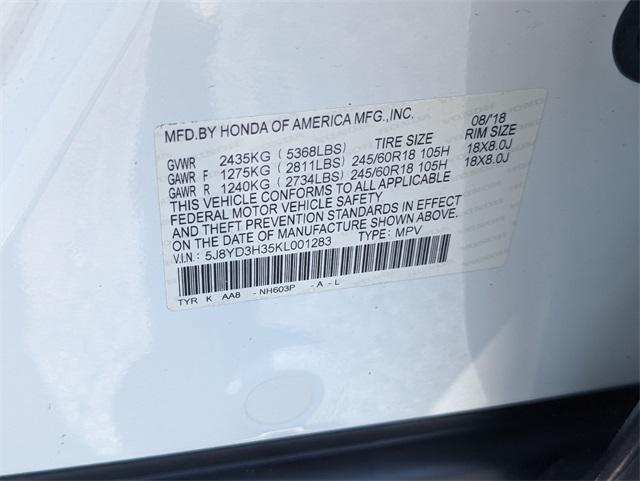 MFD.BY HONDA OF AMERICA MFG.,INC. 08/'18
TIRE SIZE RIM SIZE
GVWR 2435KG (5368LBS)
GAWR F 1275KG (2811LBS) 245/60R18 105H 18X8.0J
GAWR R 1240KG (2734LBS) 245/60R18 105H 18X8.0J
THIS VEHICLE CONFORMS TO ALL APPLICABLE
FEDERAL MOTOR VEHICLE SAFETY
AND THEFT PREVENTION STANDARDS IN EFFECT
ON THE DATE OF MANUFACTURE SHOWN ABOVE.
V.I.N.: 5J8YD3H35KL001283 TYPE: MPV
TYR K AA8 - NH603P - A - L